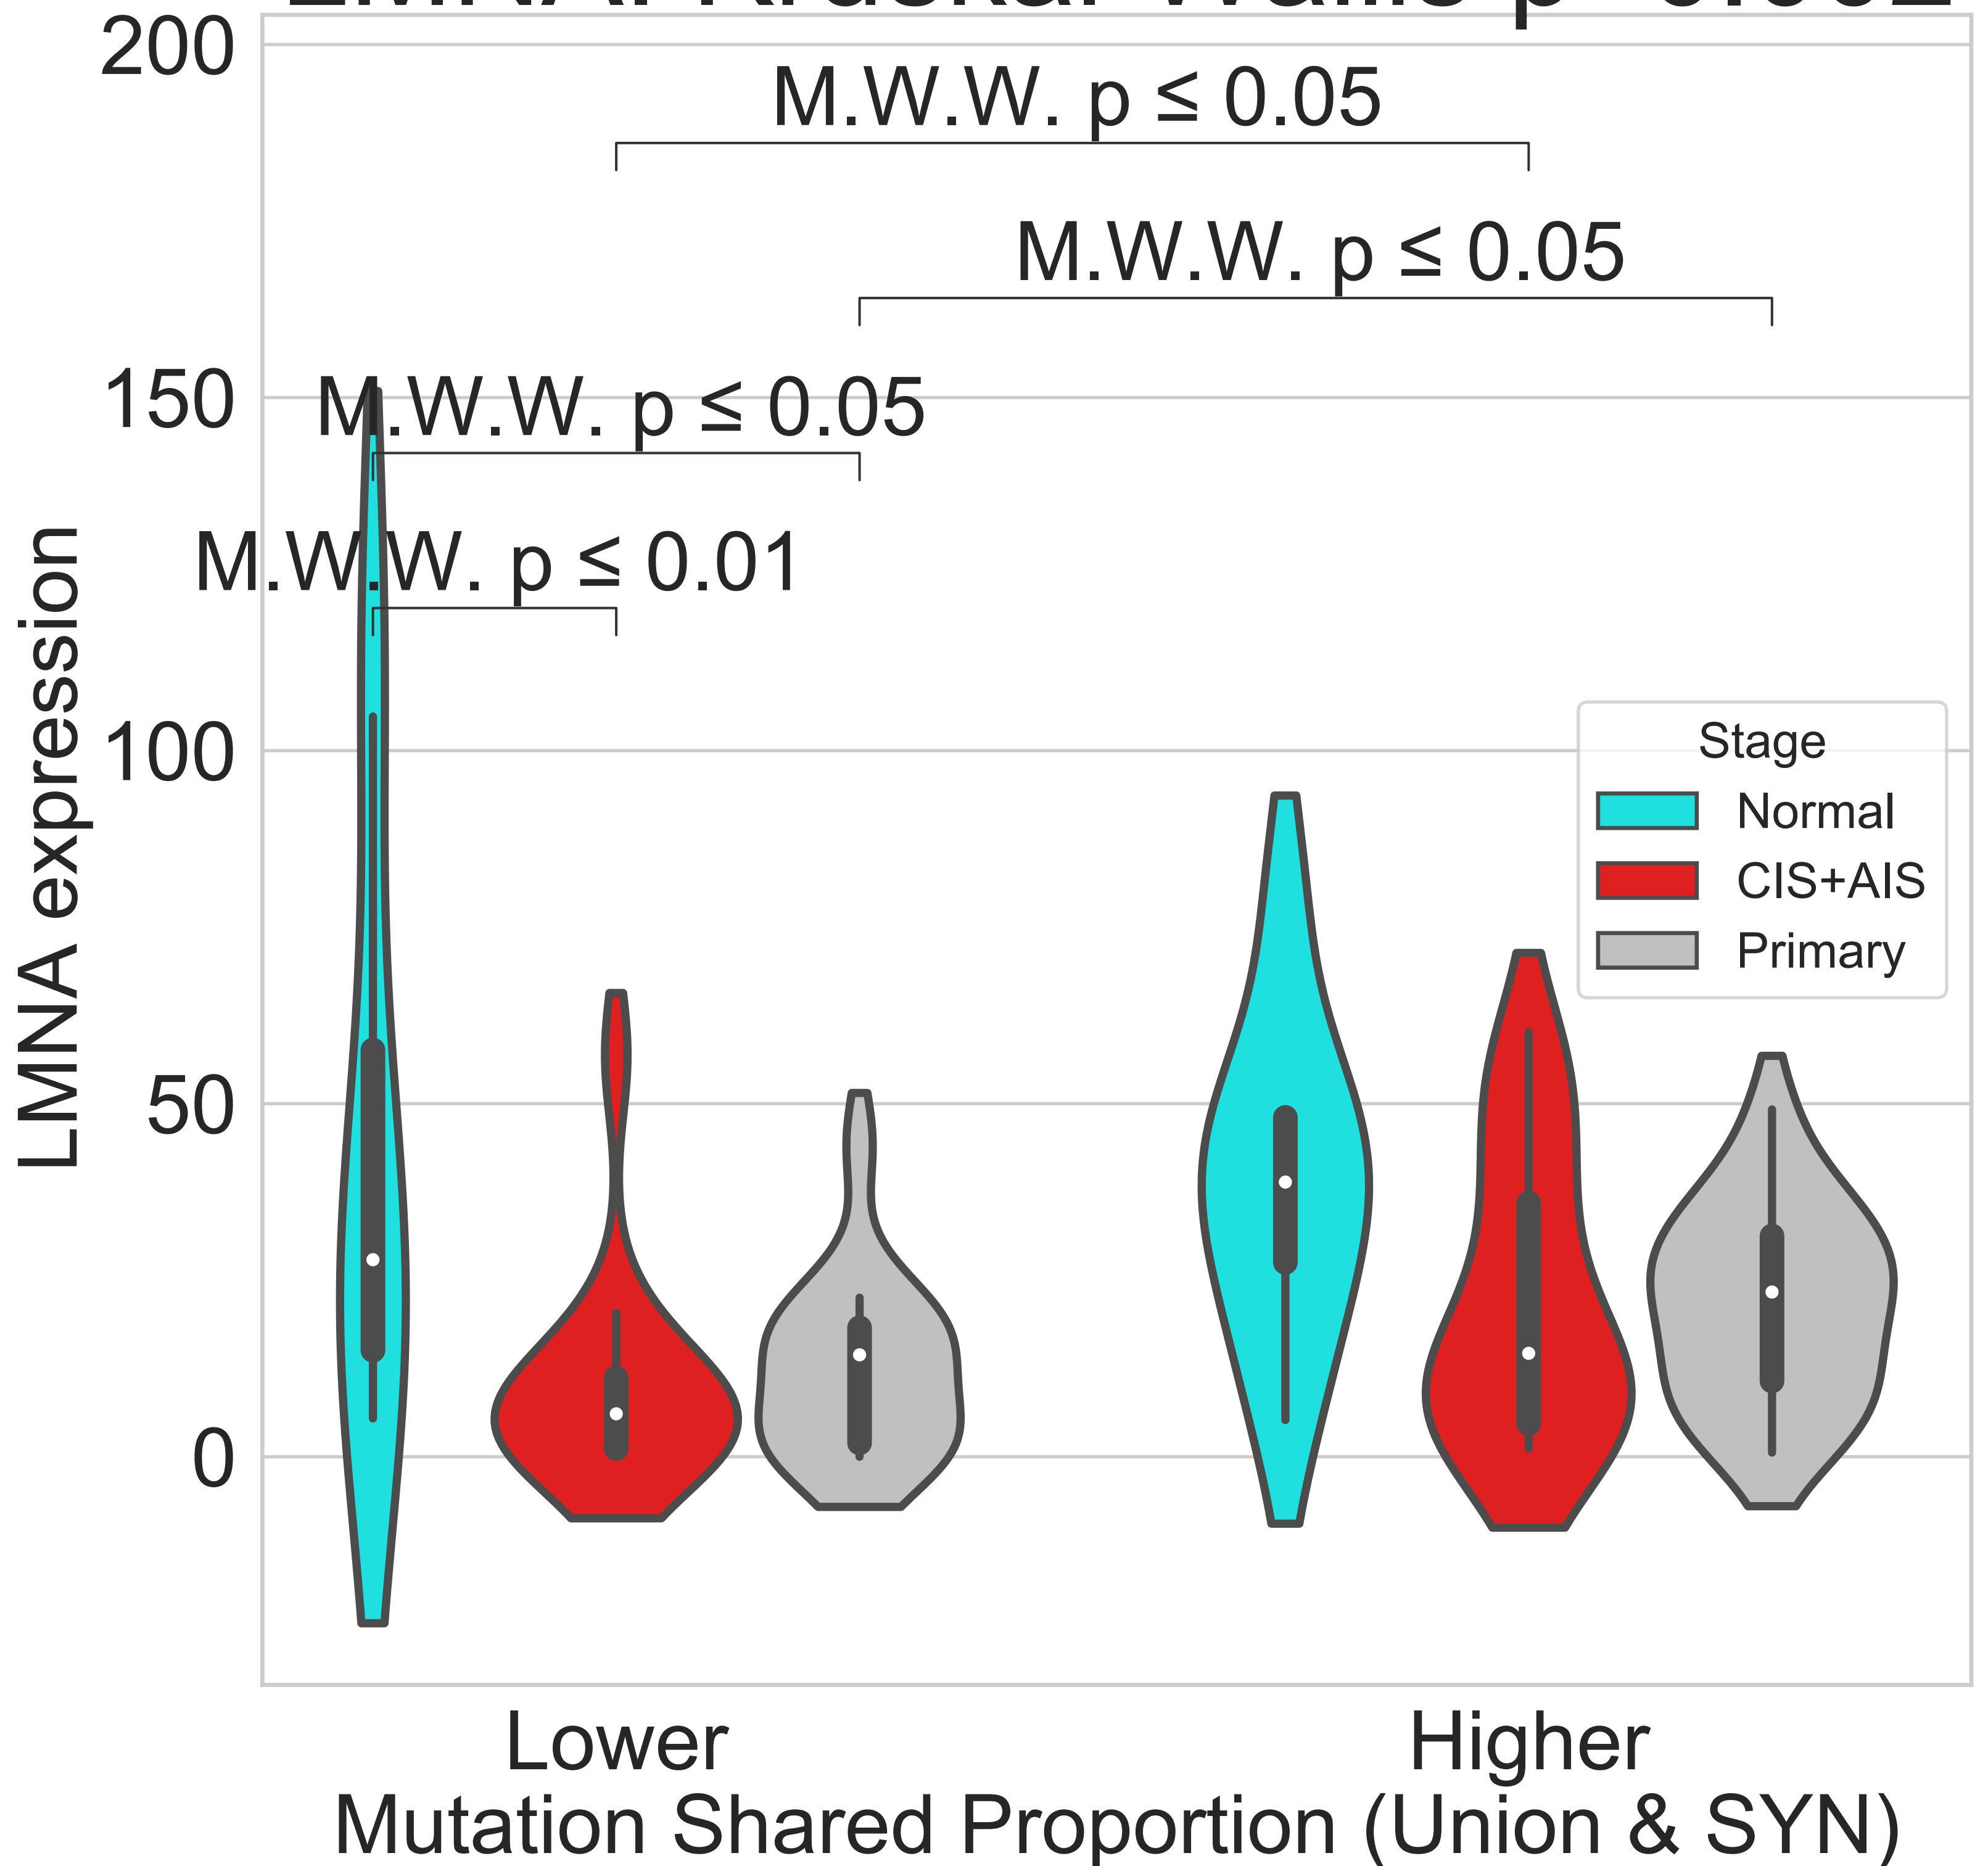 200
M.W.W. p ≤ 0.05
M.W.W. p ≤ 0.05
150
M.W.W. p ≤ 0.05
M.W.W. p ≤ 0.01
LMNA expression
100
Stage
Normal
CIS+AIS
Primary
50
0
Lower
Higher
Mutation Shared Proportion (Union & SYN)